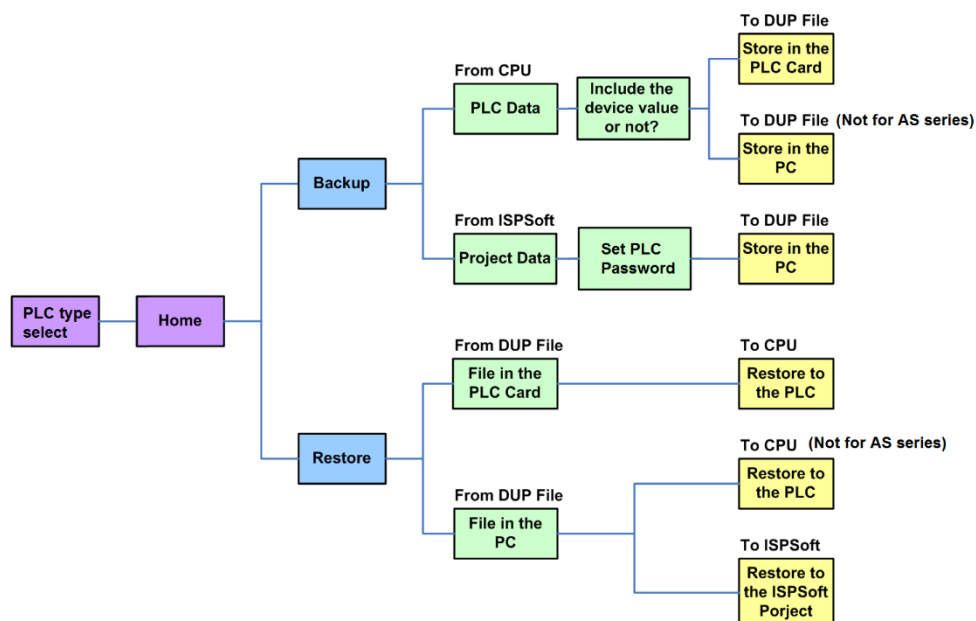 To DUP File
Store in the
PLC Card
From CPU
PLC Data
Include the
device value
or not?
To DUP File (Not for AS series)
Store in the
PC
Backup
From ISPSoft
Project Data
Set PLC
Password
To DUP File
Store in the
PC
PLC type
select
Home
From DUP File
File in the
PLC Card
To CPU
Restore to
the PLC
Restore
From DUP File
File in the
PC
To CPU (Not for AS series)
Restore to
the PLC
To ISPSoft
Restore to
the ISPSoft
Porject